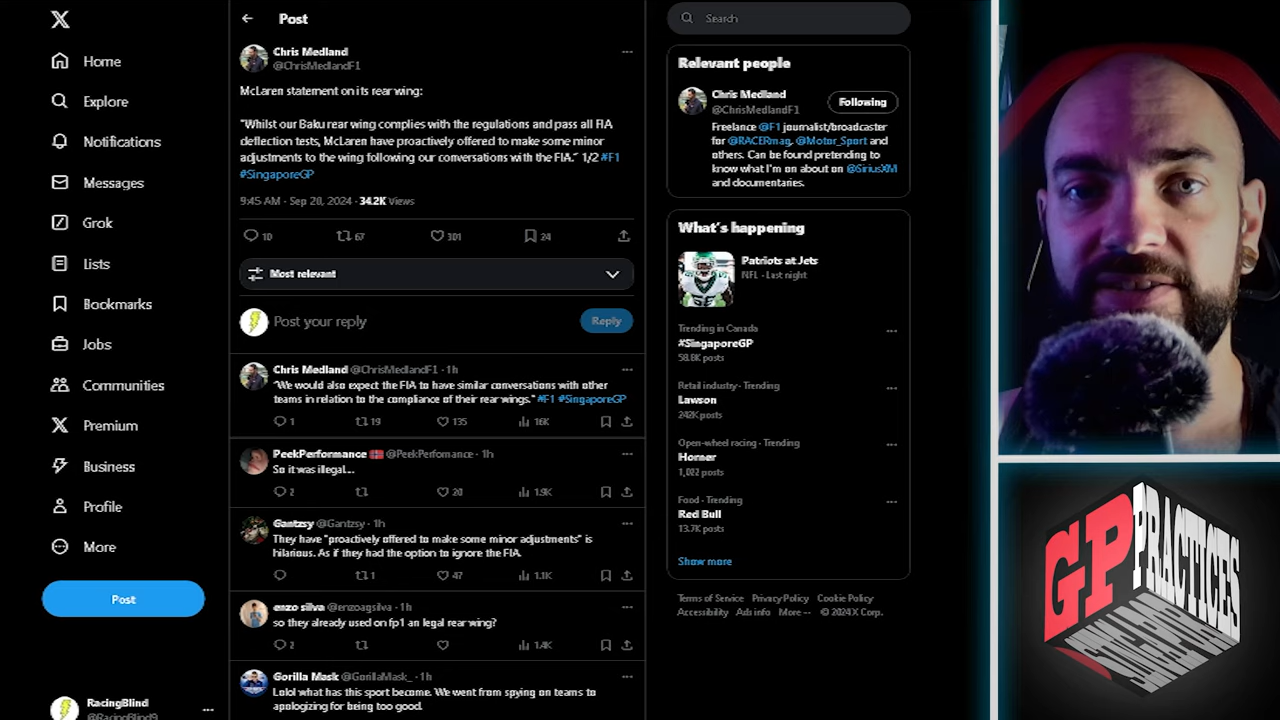 Home
Explore
Notifications
Messages
Grok
Lists
Bookmarks
Jobs
Communities
Premium
Business
Profile
More
Post
RacingBlind
@RacingBlind9
Post
Chris Medland
@ChrisMedlandF1
McLaren statement on its rear wing:
"Whilst our Baku rear wing complies with the regulations and pass all FIA
deflection tests, McLaren have proactively offered to make some minor
adjustments to the wing following our conversations with the FIA." 1/2 #F1
#SingaporeGP
9:45 AM · Sep 20, 2024 · 34.2K Views
10 67 301 24
Most relevant
Post your reply
Reply
Chris Medland @ChrisMedlandF1 · 1h
"We would also expect the FIA to have similar conversations with other
teams in relation to the compliance of their rear wings." #F1 #SingaporeGP
1 19 135 16K
PeekPerformance @PeekPerfomance · 1h
So it was illegal...
2 20 1.9K
Gantzsy @Gantzsy · 1h
They have "proactively offered to make some minor adjustments" is
hilarious. As if they had the option to ignore the FIA.
1 47 1.1K
enzo silva @enzoagsilva · 1h
so they already used on fp1 an legal rear wing?
2 1.4K
Gorilla Mask @GorillaMask_ · 1h
Lolol what has this sport become. We went from spying on teams to
apologizing for being too good.
Search
Relevant people
Chris Medland
@ChrisMedlandF1
Following
Freelance @F1 journalist/broadcaster
for @RACERmag, @Motor_Sport and
others. Can be found pretending to
know what I'm on about on @SiriusXM
and documentaries.
What's happening
Patriots at Jets
NFL · Last night
Trending in Canada
#SingaporeGP
58.8K posts
Retail industry · Trending
Lawson
242K posts
Open-wheel racing · Trending
Horner
1,022 posts
Food · Trending
Red Bull
13.7K posts
Show more
Terms of Service Privacy Policy Cookie Policy
Accessibility Ads info More ··· © 2024 X Corp.
GP
PRACTICES